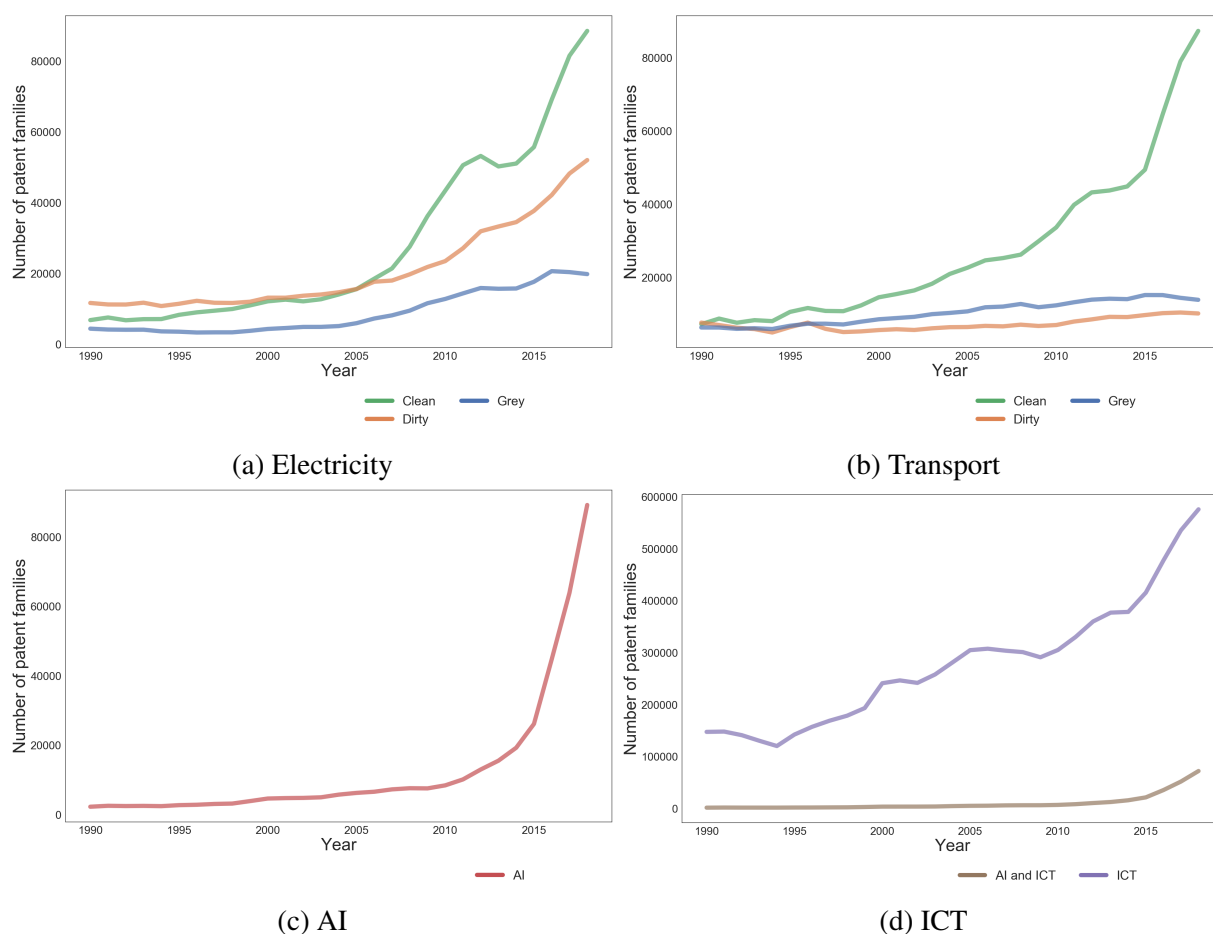 Number of patent families
80000
60000
40000
20000
0
1990 1995 2000 2005 2010 2015
Year
Clean Grey
Dirty
(a) Electricity
Number of patent families
80000
60000
40000
20000
1990 1995 2000 2005 2010 2015
Year
Clean Grey
Dirty
(b) Transport
Number of patent families
80000
60000
40000
20000
0
1990 1995 2000 2005 2010 2015
Year
AI
(c) AI
Number of patent families
600000
500000
400000
300000
200000
100000
0
1990 1995 2000 2005 2010 2015
Year
AI and ICT ICT
(d) ICT